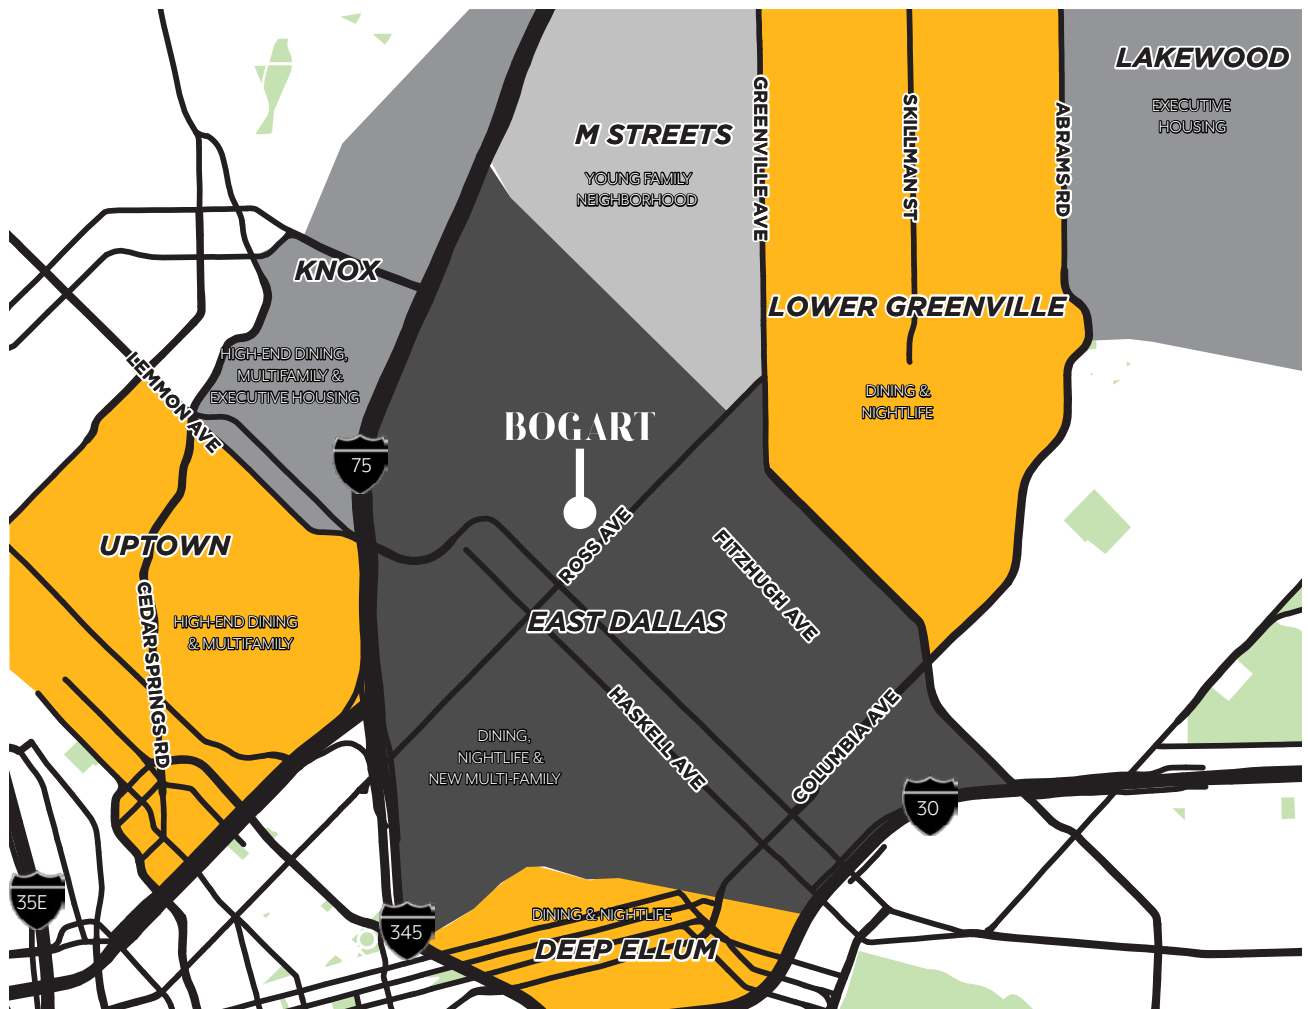 LAKEWOOD
EXECUTIVE
HOUSING
M STREETS
YOUNG FAMILY
NEIGHBORHOOD
GREENVILLE AVE
SKILLMAN ST
ABRAMS RD
KNOX
HIGH-END DINING,
MULTIFAMILY &
EXECUTIVE HOUSING
LOWER GREENVILLE
DINING &
NIGHTLIFE
LEMMON AVE
BOGART
75
UPTOWN
HIGH-END DINING
& MULTIFAMILY
CEDAR SPRINGS RD
ROSS AVE
FITZHUGH AVE
EAST DALLAS
HASKELL AVE
COLUMBIA AVE
DINING,
NIGHTLIFE &
NEW MULTI-FAMILY
30
35E
345
DINING & NIGHTLIFE
DEEP ELLUM